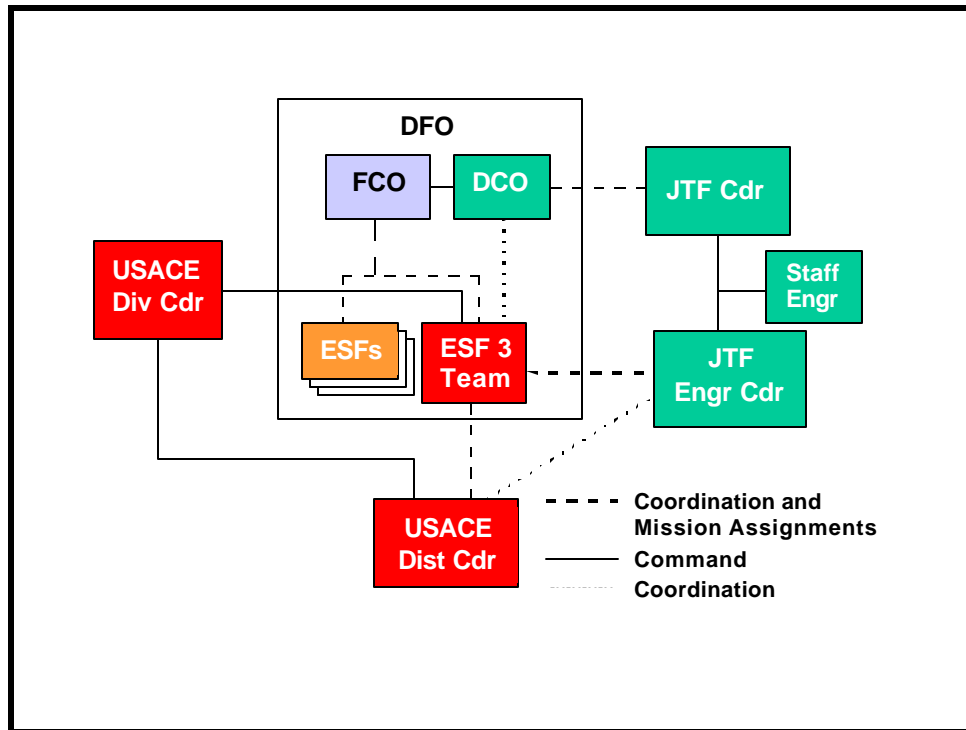 DFO
FCO
DCO
JTF Cdr
USACE
Div Cdr
Staff
Engr
ESFs
ESF 3
Team
JTF
Engr Cdr
USACE
Dist Cdr
Coordination and
Mission Assignments
Command
Coordination